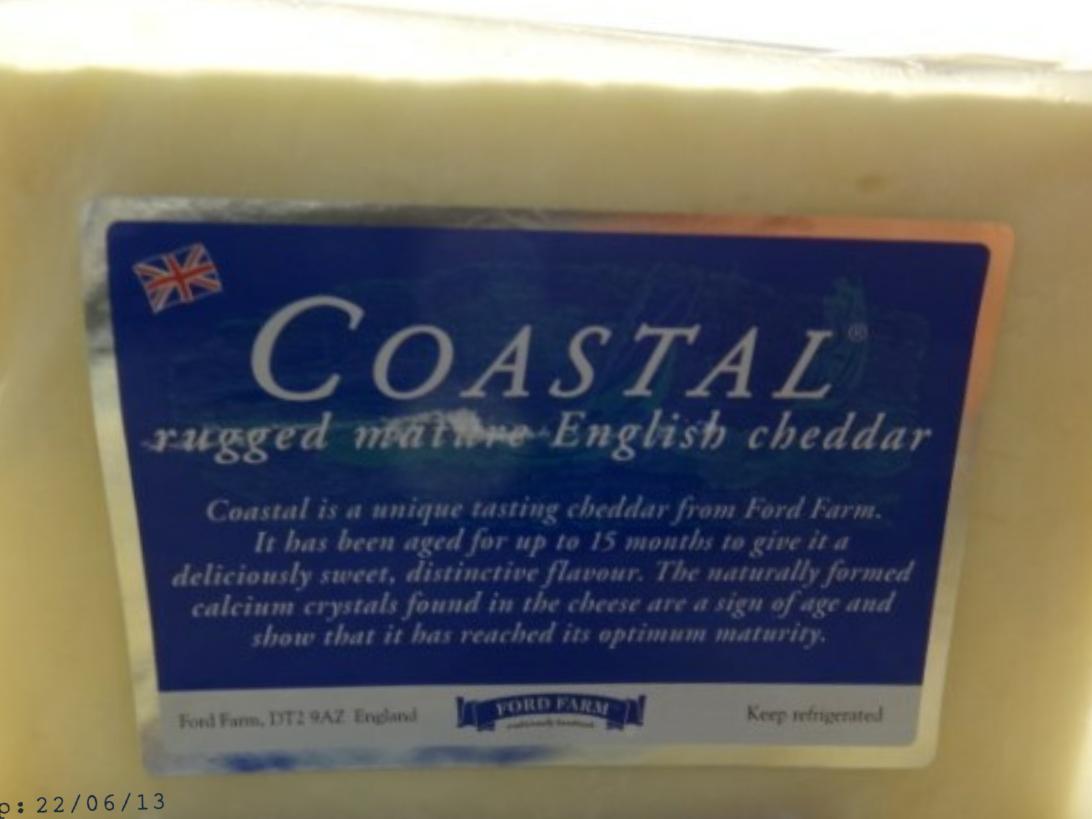 COASTAL®
rugged mature English cheddar
Coastal is a unique tasting cheddar from Ford Farm.
It has been aged for up to 15 months to give it a
deliciously sweet, distinctive flavour. The naturally formed
calcium crystals found in the cheese are a sign of age and
show that it has reached its optimum maturity.
Ford Farm, DT2 9AZ England
FORD FARM
Keep refrigerated
p: 22/06/13